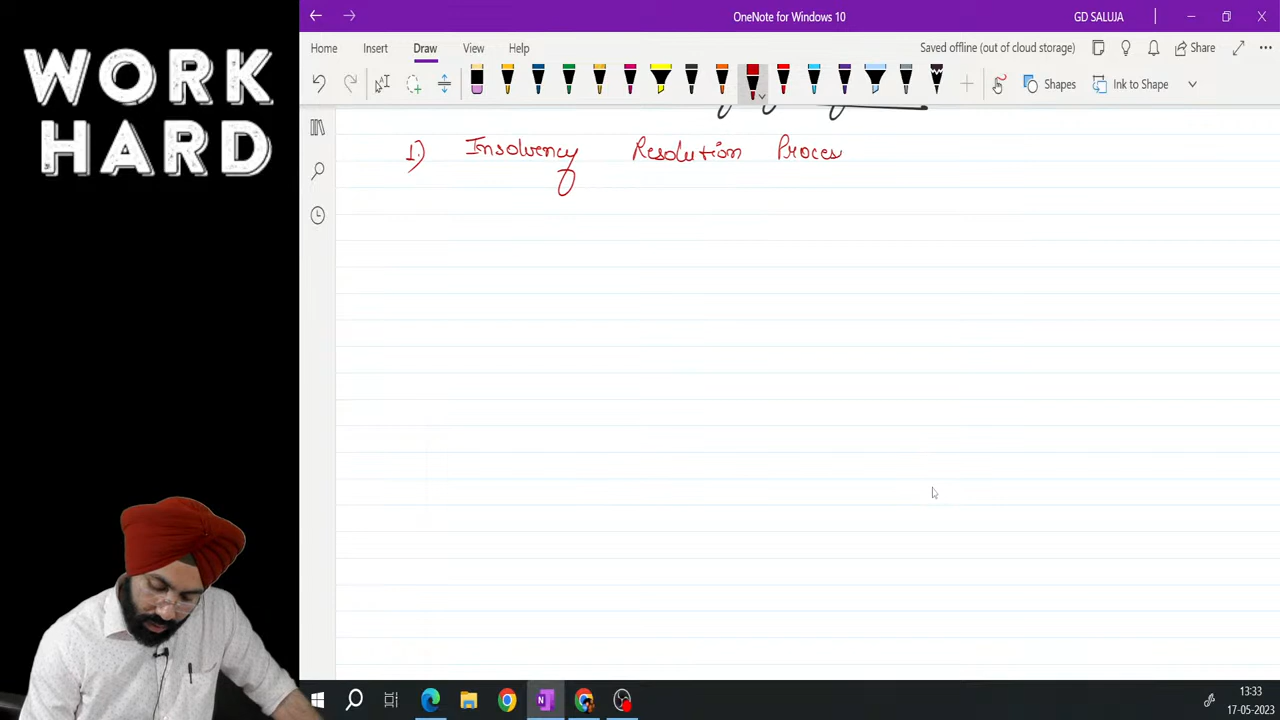 WORK
HARD
OneNote for Windows 10
GD SALUJA
Home
Insert
Draw
View
Help
Saved offline (out of cloud storage)
Share
Shapes
Ink to Shape
1) Insolvency Resolution Proces
13:33
17-05-2023